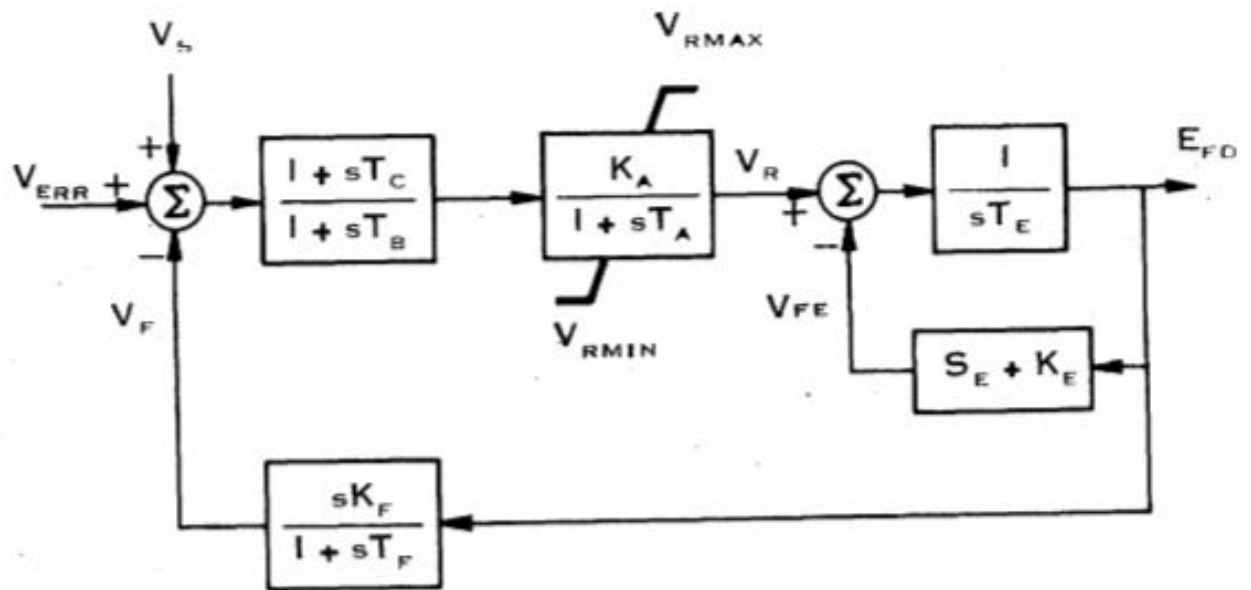 V_S
+
V_ERR +
Σ
−
V_F
1 + sT_C
1 + sT_B
V_RMAX
K_A
1 + sT_A
V_RMIN
V_R
+
Σ
−
V_FE
1
sT_E
E_FD
S_E + K_E
sK_F
1 + sT_F